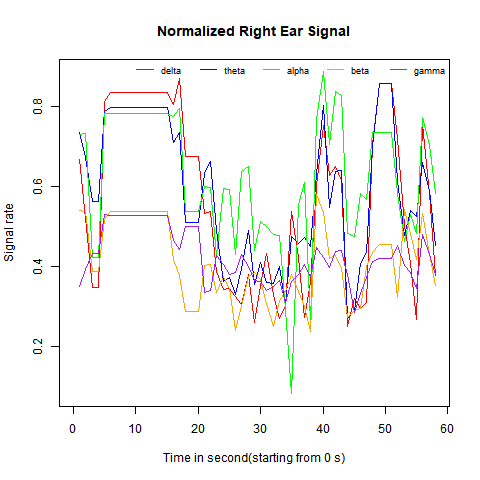 Normalized Right Ear Signal
delta theta alpha beta gamma
Signal rate
0.2 0.4 0.6 0.8
0 10 20 30 40 50 60
Time in second(starting from 0 s)